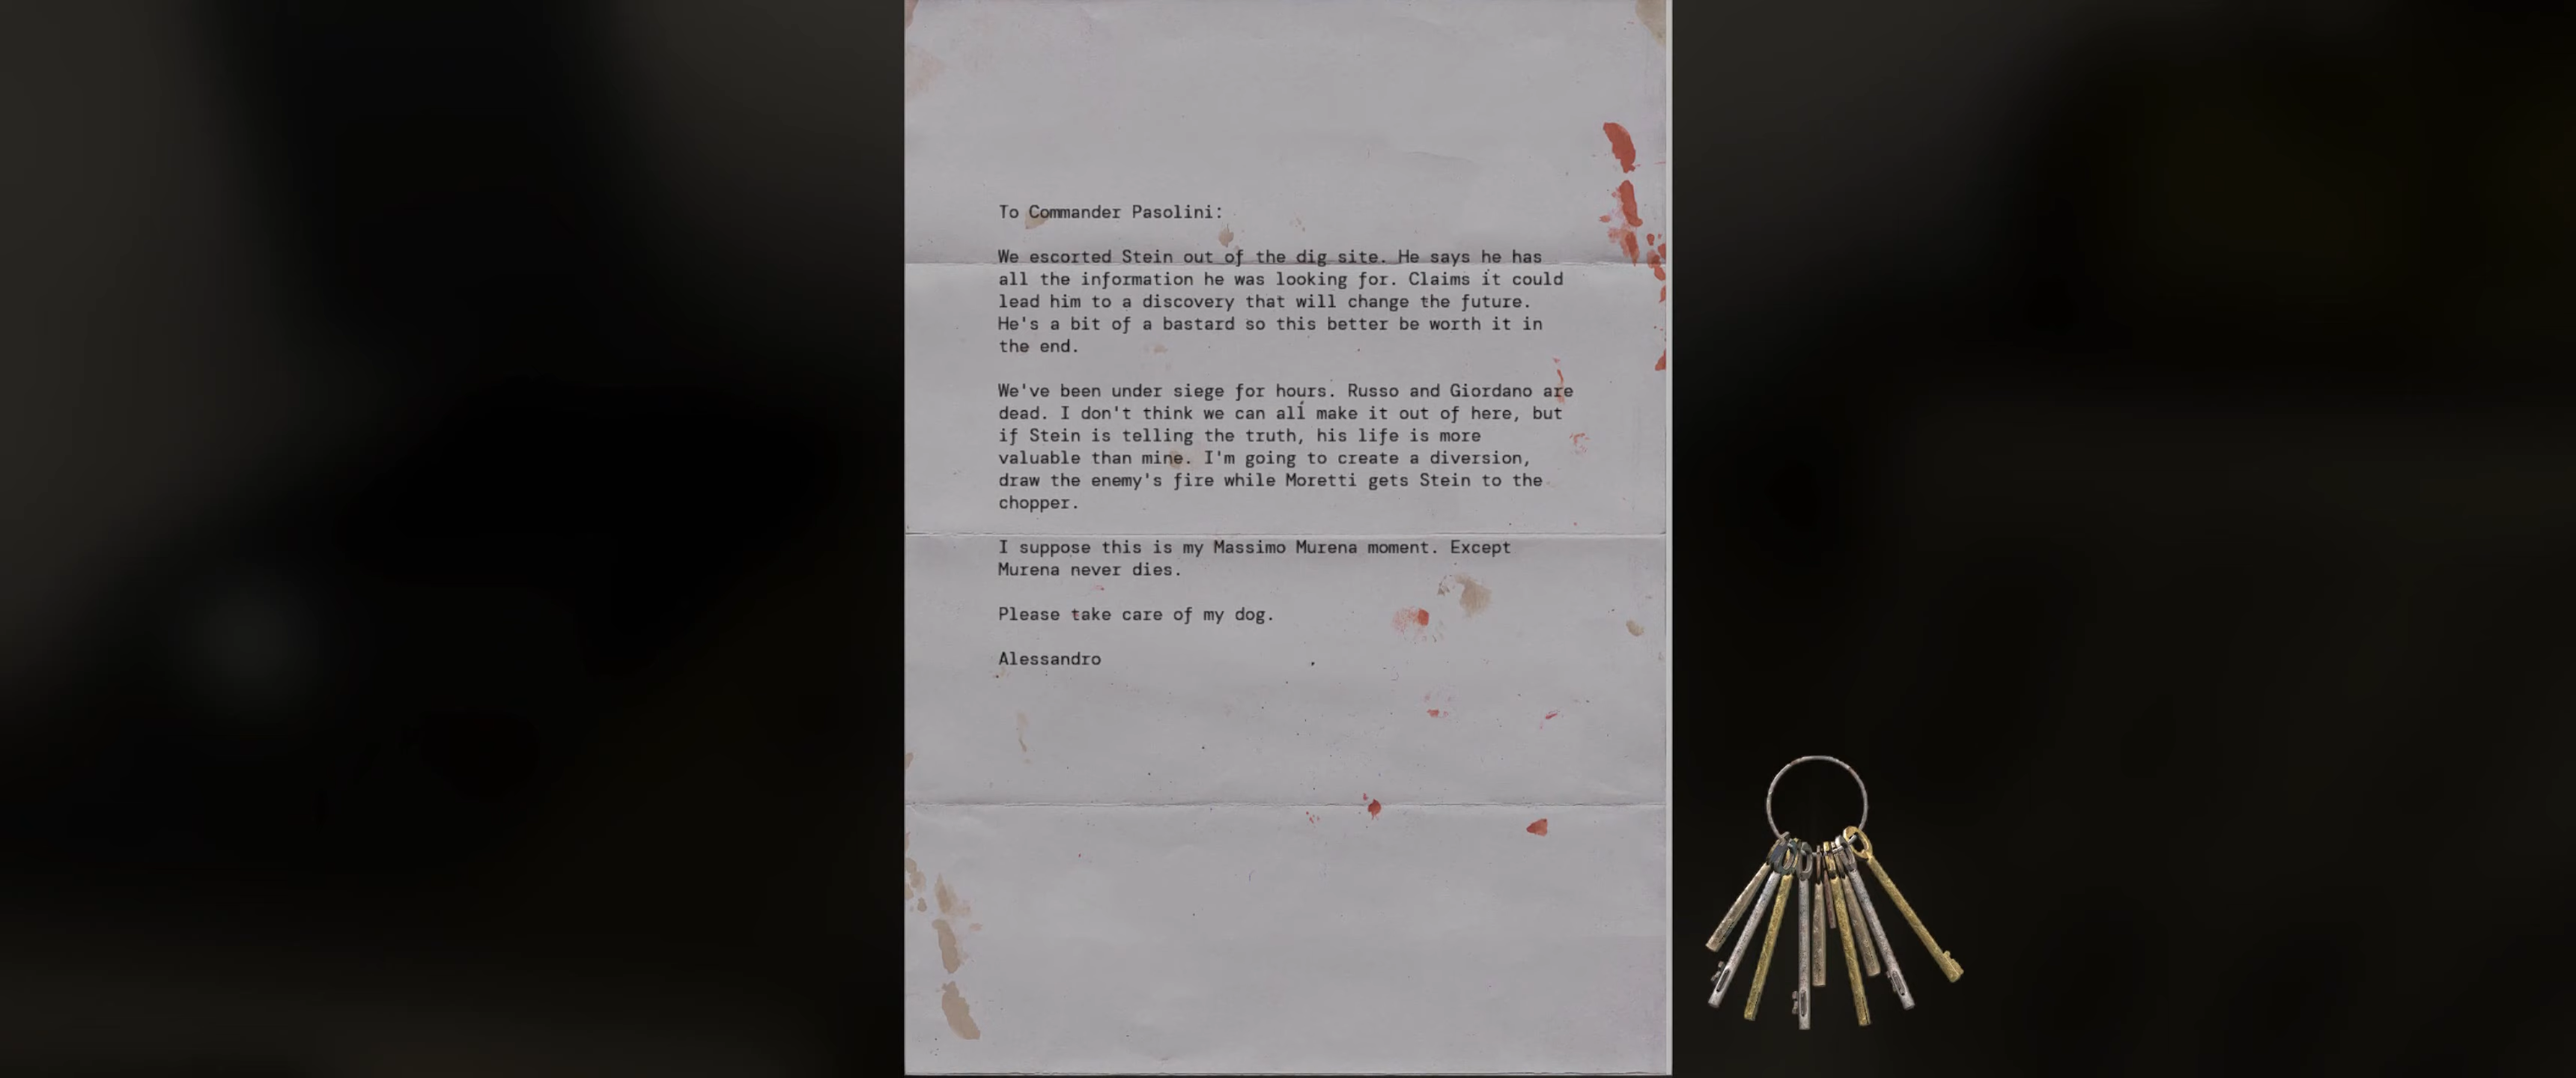 To Commander Pasolini:
We escorted Stein out of the dig site. He says he has
all the information he was looking for. Claims it could
lead him to a discovery that will change the future.
He's a bit of a bastard so this better be worth it in
the end.
We've been under siege for hours. Russo and Giordano are
dead. I don't think we can all make it out of here, but
if Stein is telling the truth, his life is more
valuable than mine. I'm going to create a diversion,
draw the enemy's fire while Moretti gets Stein to the
chopper.
I suppose this is my Massimo Murena moment. Except
Murena never dies.
Please take care of my dog.
Alessandro